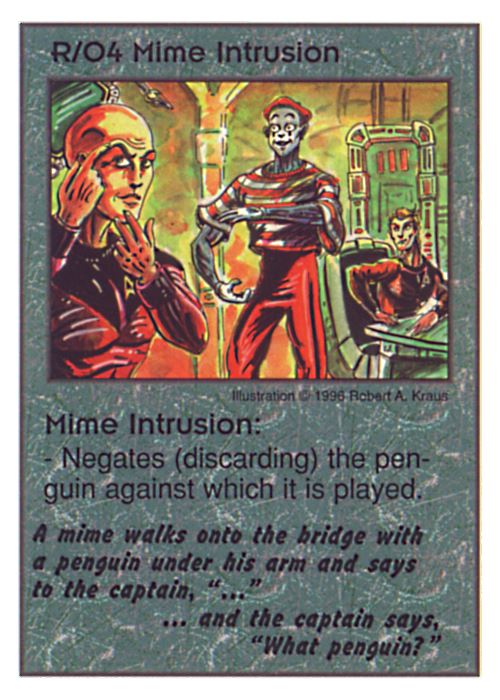 R/O4 Mime Intrusion
Illustration © 1996 Robert A. Kraus
Mime Intrusion:
- Negates (discarding) the pen-
guin against which it is played.
A mime walks onto the bridge with
a penguin under his arm and says
to the captain, “...”
... and the captain says,
“What penguin?”